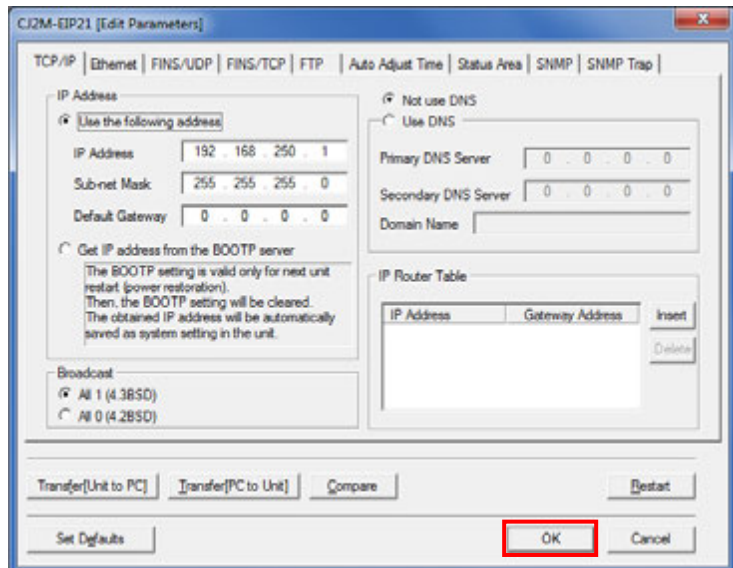 CJ2M-EIP21 [Edit Parameters]
TCP/IP Ethernet FINS/UDP FINS/TCP FTP Auto Adjust Time Status Area SNMP SNMP Trap
IP Address
Use the following address
IP Address 192 . 168 . 250 . 1
Sub-net Mask 255 . 255 . 255 . 0
Default Gateway 0 . 0 . 0 . 0
Get IP address from the BOOTP server
The BOOTP setting is valid only for next unit
restart (power restoration).
Then, the BOOTP setting will be cleared.
The obtained IP address will be automatically
saved as system setting in the unit.
Broadcast
All 1 (4.3BSD)
All 0 (4.2BSD)
Not use DNS
Use DNS
Primary DNS Server 0 . 0 . 0 . 0
Secondary DNS Server 0 . 0 . 0 . 0
Domain Name
IP Router Table
IP Address Gateway Address
Insert
Delete
Transfer[Unit to PC] Transfer[PC to Unit] Compare Restart
Set Defaults OK Cancel